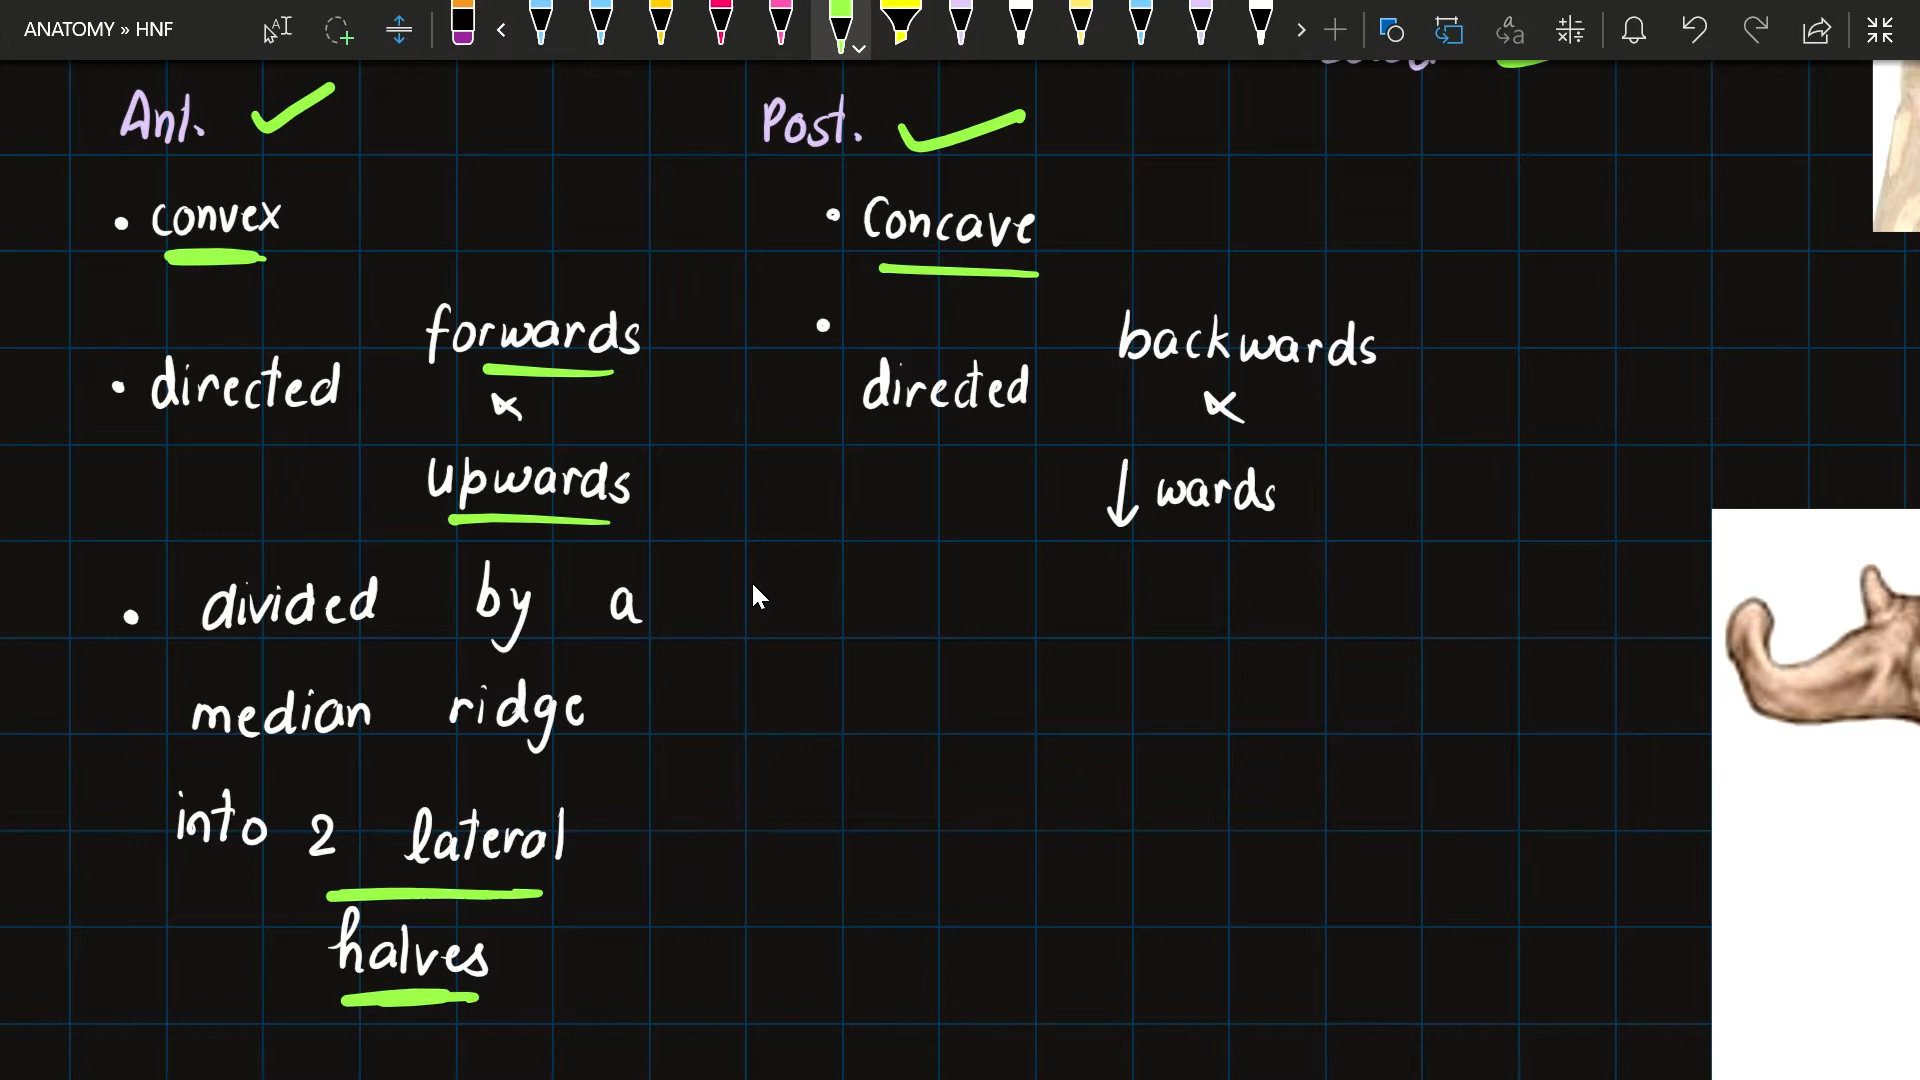 ANATOMY » HNF
Ant.
• convex
• directed forwards
&
upwards
• divided by a
median ridge
into 2 lateral
halves
Post.
• Concave
•
directed backwards
&
↓ wards